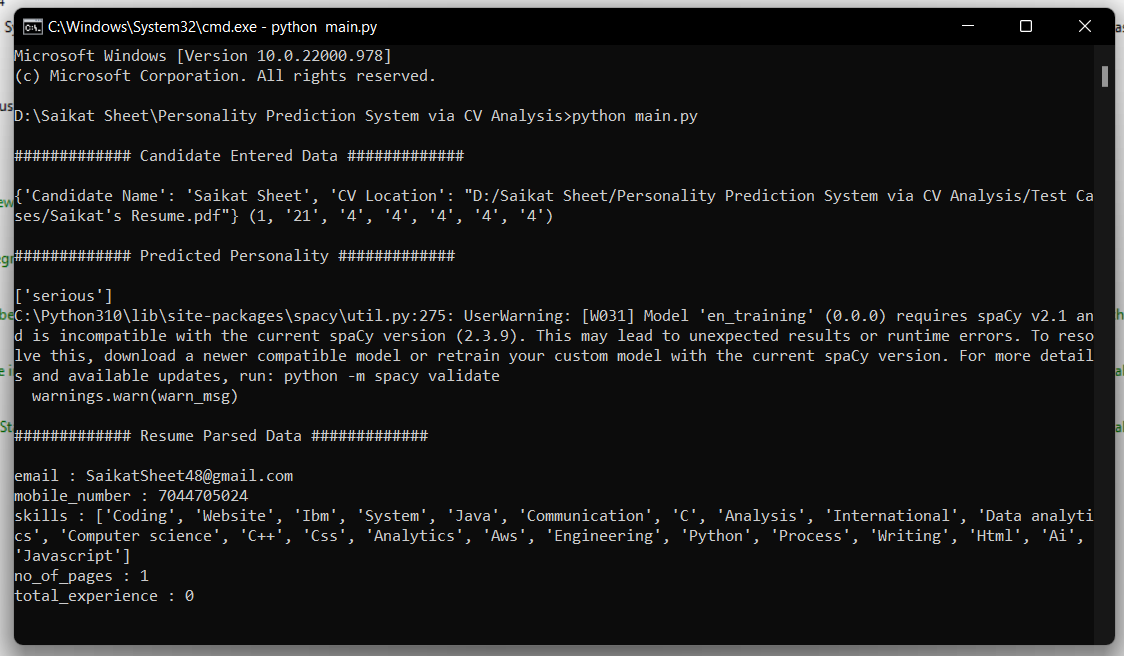 C:\Windows\System32\cmd.exe - python  main.py
Microsoft Windows [Version 10.0.22000.978]
(c) Microsoft Corporation. All rights reserved.
D:\Saikat Sheet\Personality Prediction System via CV Analysis>python main.py
############# Candidate Entered Data #############
{'Candidate Name': 'Saikat Sheet', 'CV Location': "D:/Saikat Sheet/Personality Prediction System via CV Analysis/Test Ca
ses/Saikat's Resume.pdf"} (1, '21', '4', '4', '4', '4', '4')
############# Predicted Personality #############
['serious']
C:\Python310\lib\site-packages\spacy\util.py:275: UserWarning: [W031] Model 'en_training' (0.0.0) requires spaCy v2.1 an
d is incompatible with the current spaCy version (2.3.9). This may lead to unexpected results or runtime errors. To reso
lve this, download a newer compatible model or retrain your custom model with the current spaCy version. For more detail
s and available updates, run: python -m spacy validate
  warnings.warn(warn_msg)
############# Resume Parsed Data #############
email : SaikatSheet48@gmail.com
mobile_number : 7044705024
skills : ['Coding', 'Website', 'Ibm', 'System', 'Java', 'Communication', 'C', 'Analysis', 'International', 'Data analyti
cs', 'Computer science', 'C++', 'Css', 'Analytics', 'Aws', 'Engineering', 'Python', 'Process', 'Writing', 'Html', 'Ai',
'Javascript']
no_of_pages : 1
total_experience : 0